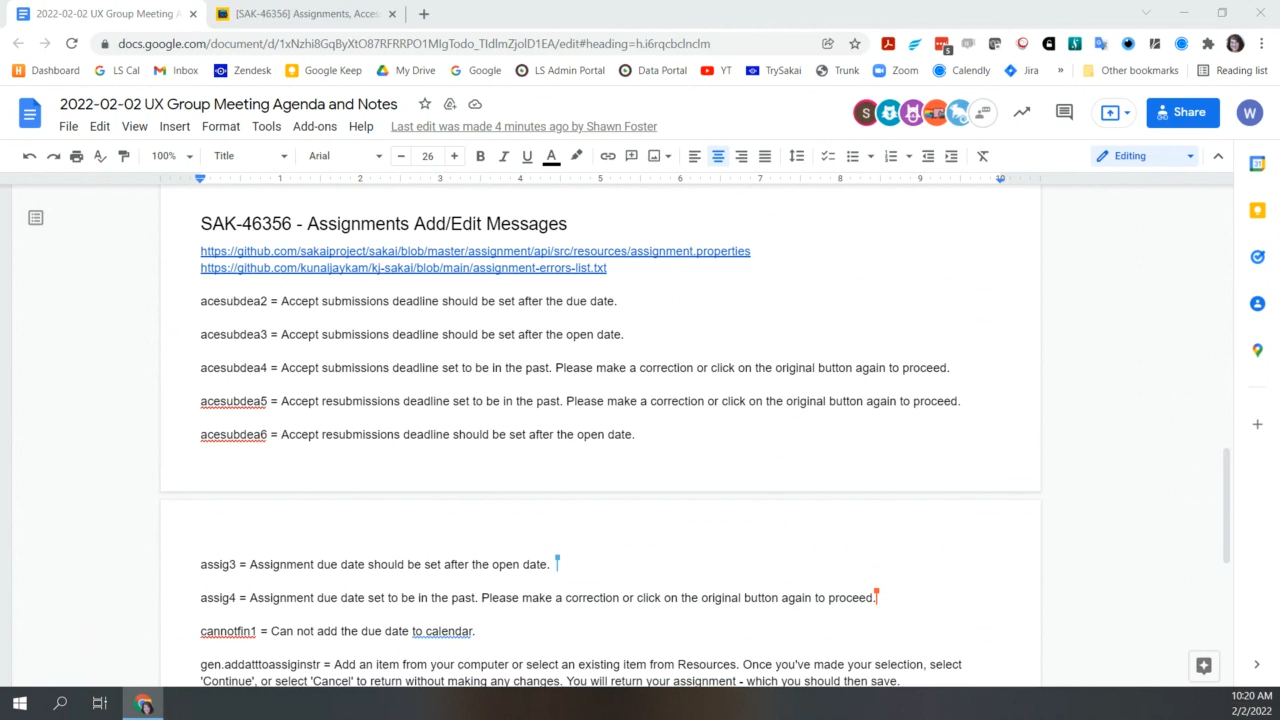 2022-02-02 UX Group Meeting A
[SAK-46356] Assignments, Acces
docs.google.com/document/d/1xNzhi8GqByXtO87RFRRPO1MIgTodo_TIdlmZjolD1EA/edit#heading=h.i6rqcbclnclm
Dashboard
LS Cal
Inbox
Zendesk
Google Keep
My Drive
Google
LS Admin Portal
Data Portal
YT
TrySakai
Trunk
Zoom
Calendly
Jira
»
Other bookmarks
Reading list
2022-02-02 UX Group Meeting Agenda and Notes
S
Share
W
File Edit View Insert Format Tools Add-ons Help Last edit was made 4 minutes ago by Shawn Foster
100% Title Arial 26 B I U A Editing
1 2 3 4 5 6 7 8 9 10
SAK-46356 - Assignments Add/Edit Messages
https://github.com/sakaiproject/sakai/blob/master/assignment/api/src/resources/assignment.properties
https://github.com/kunaljaykam/kj-sakai/blob/main/assignment-errors-list.txt
acesubdea2 = Accept submissions deadline should be set after the due date.
acesubdea3 = Accept submissions deadline should be set after the open date.
acesubdea4 = Accept submissions deadline set to be in the past. Please make a correction or click on the original button again to proceed.
acesubdea5 = Accept resubmissions deadline set to be in the past. Please make a correction or click on the original button again to proceed.
acesubdea6 = Accept resubmissions deadline should be set after the open date.
assig3 = Assignment due date should be set after the open date.
assig4 = Assignment due date set to be in the past. Please make a correction or click on the original button again to proceed.
cannotfin1 = Can not add the due date to calendar.
gen.addatttoassiginstr = Add an item from your computer or select an existing item from Resources. Once you've made your selection, select
'Continue', or select 'Cancel' to return without making any changes. You will return your assignment - which you should then save.
10:20 AM
2/2/2022